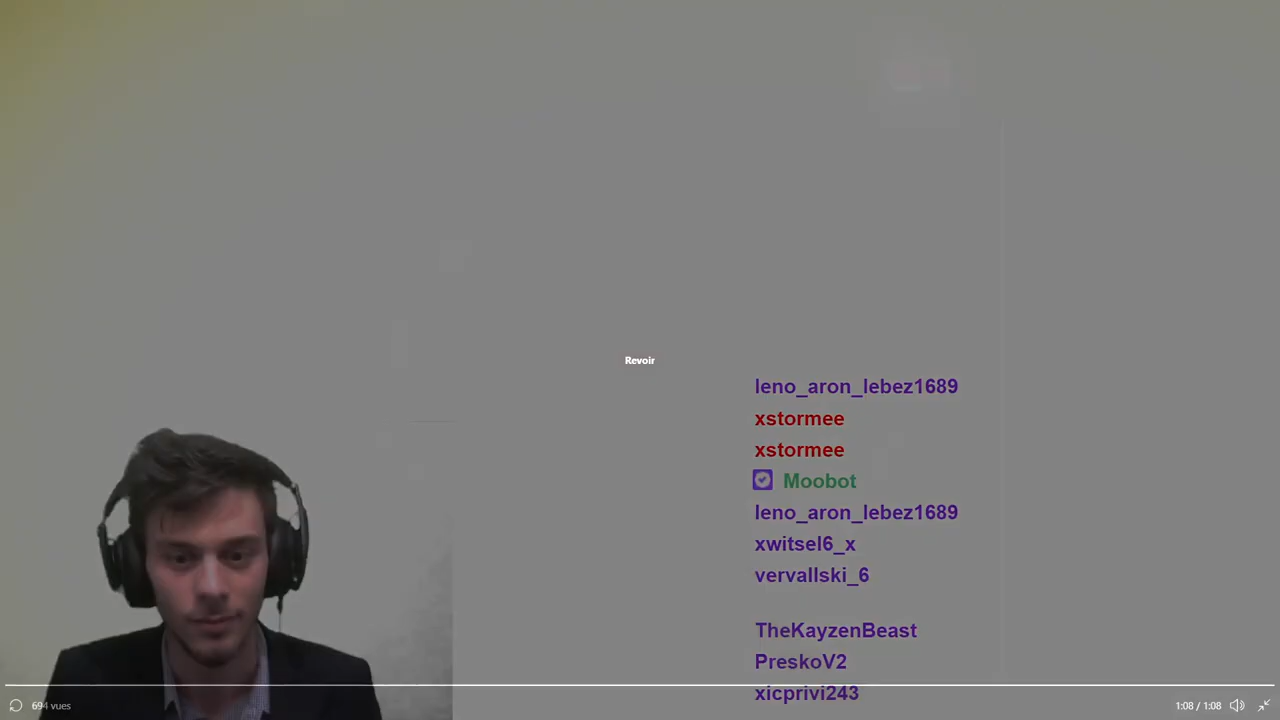 Revoir
leno_aron_lebez1689
xstormee
xstormee
Moobot
leno_aron_lebez1689
xwitsel6_x
vervallski_6
TheKayzenBeast
PreskoV2
xicprivi243
694 vues
1:08 / 1:08